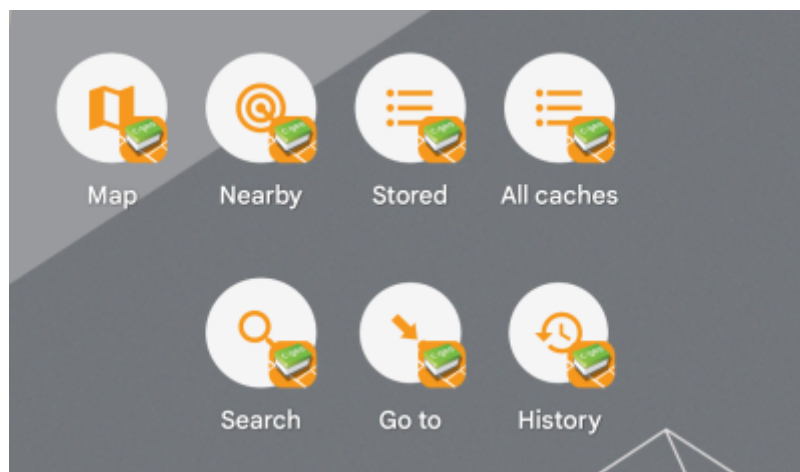 Map
Nearby
Stored
All caches
Search
Go to
History